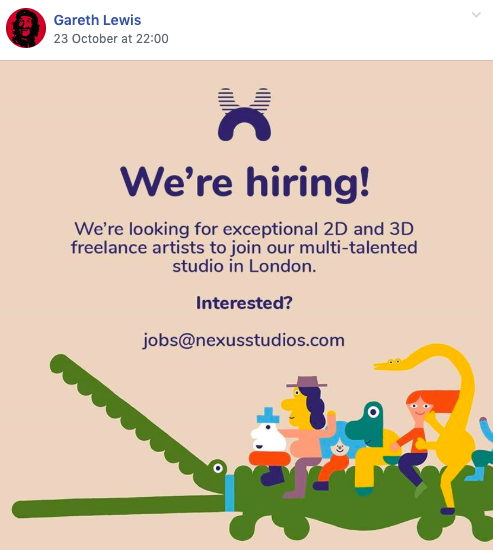 Gareth Lewis
23 October at 22:00
We're hiring!
We're looking for exceptional 2D and 3D
freelance artists to join our multi-talented
studio in London.
Interested?
jobs@nexusstudios.com